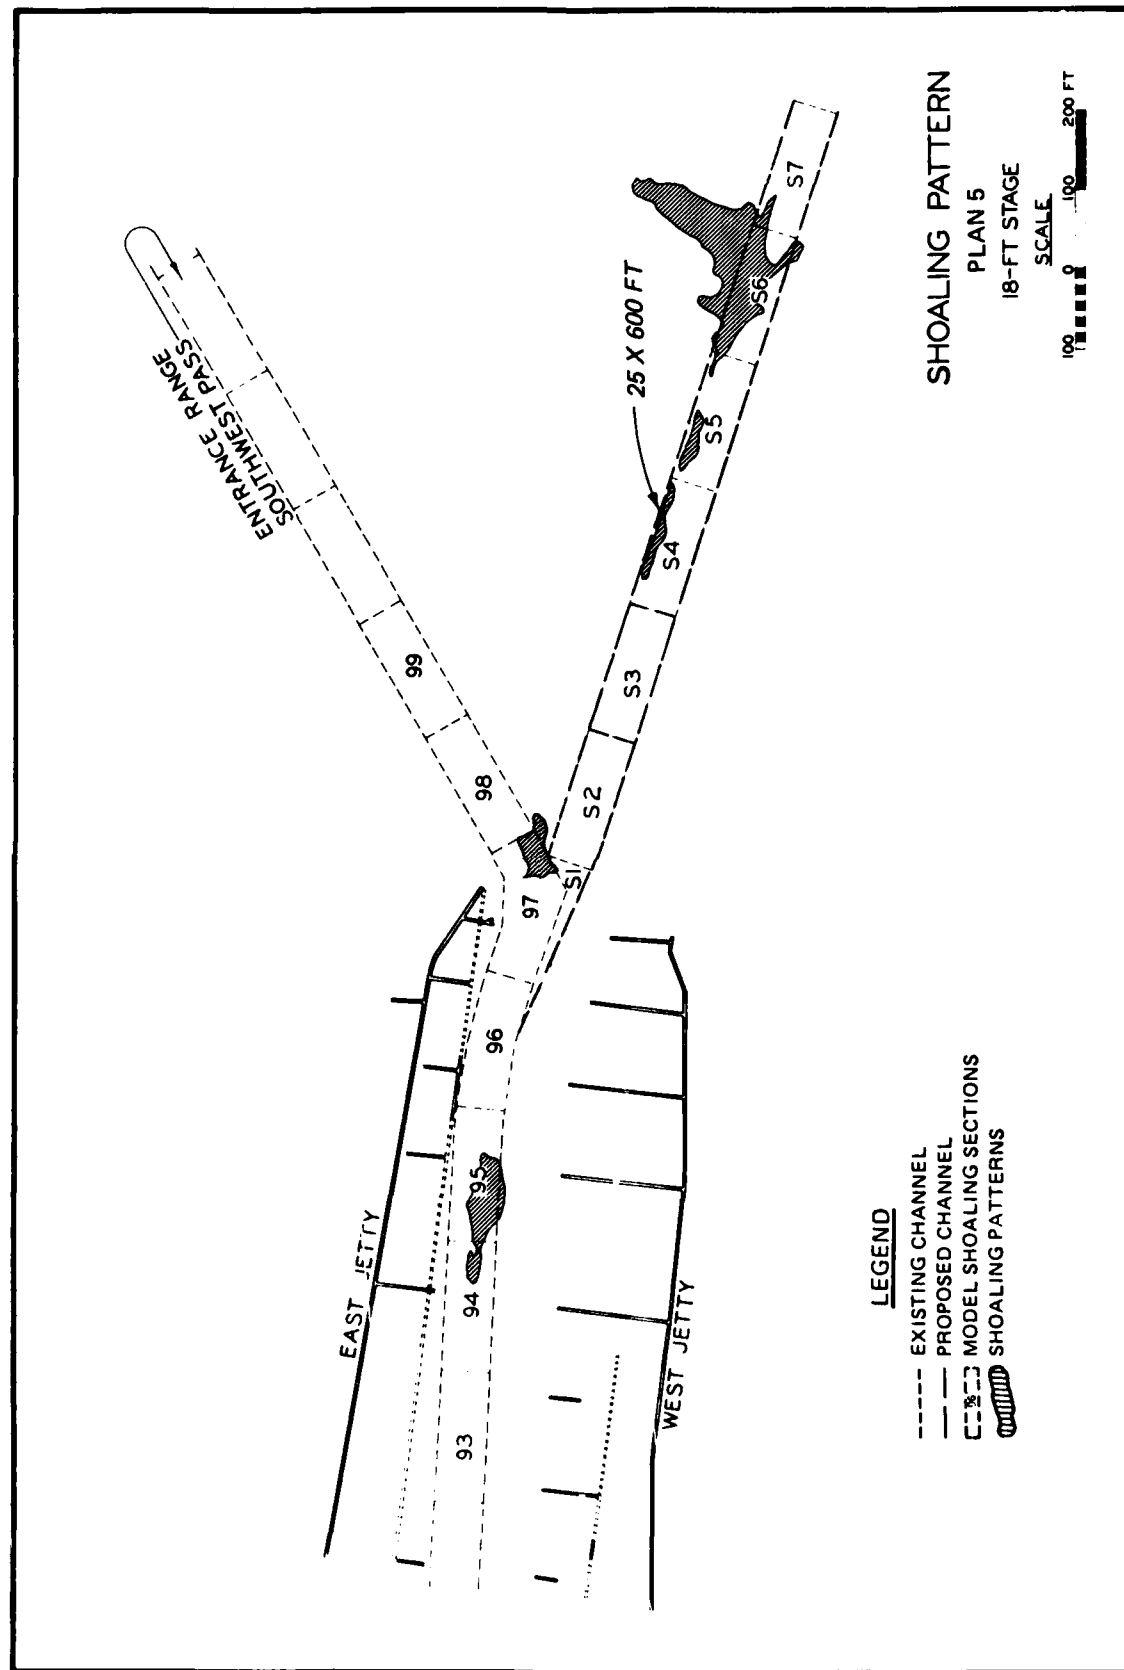 ENTRANCE RANGE
SOUTHWEST PASS
EAST JETTY
93
94
95
96
97
98
99
S1
S2
S3
S4
S5
S6
S7
25 X 600 FT
WEST JETTY
LEGEND
EXISTING CHANNEL
PROPOSED CHANNEL
MODEL SHOALING SECTIONS
SHOALING PATTERNS
SHOALING PATTERN
PLAN 5
18-FT STAGE
SCALE
100 0 100 200 FT